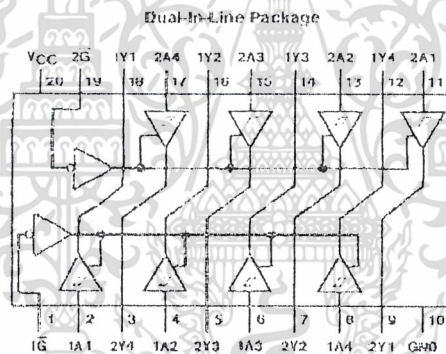 Dual-In-Line Package
VCC 2G̅ 1Y1 2A4 1Y2 2A3 1Y3 2A2 1Y4 2A1
20 19 18 17 16 15 14 13 12 11
1 2 3 4 5 6 7 8 9 10
1G̅ 1A1 2Y4 1A2 2Y3 1A3 2Y2 1A4 2Y1 GND